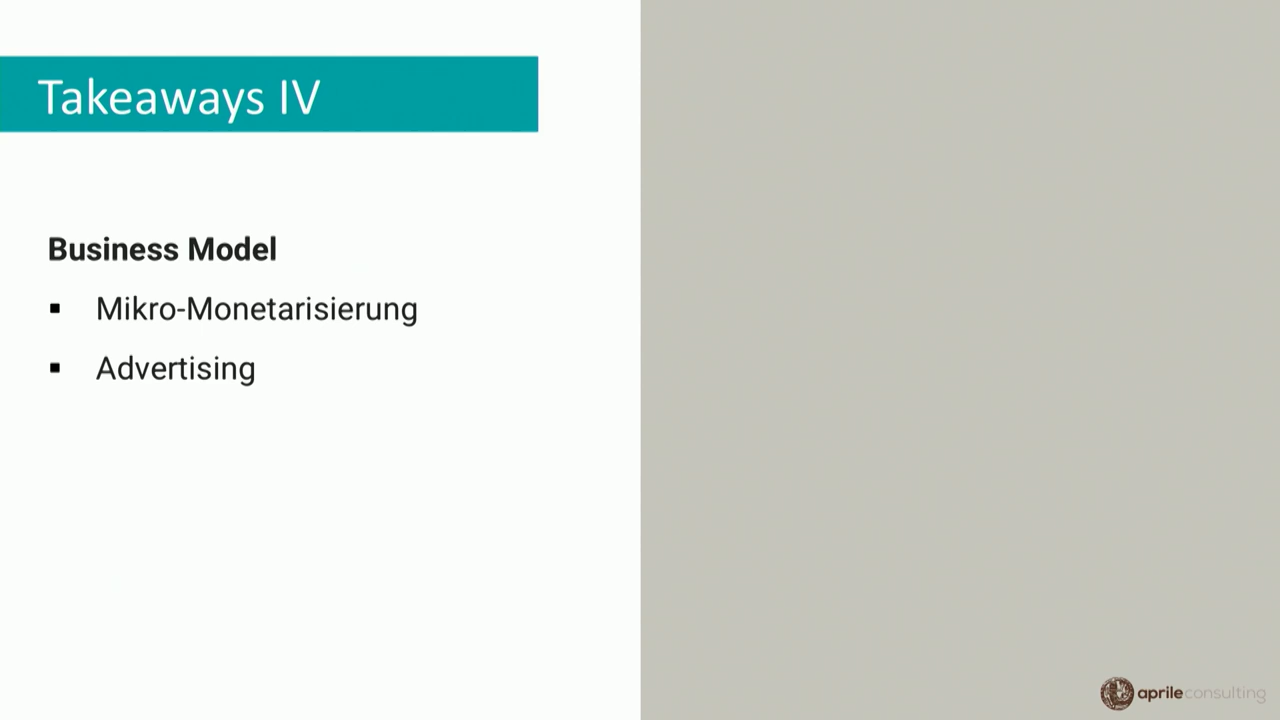 Takeaways IV
Business Model
▪ Mikro-Monetarisierung
▪ Advertising
aprileconsulting